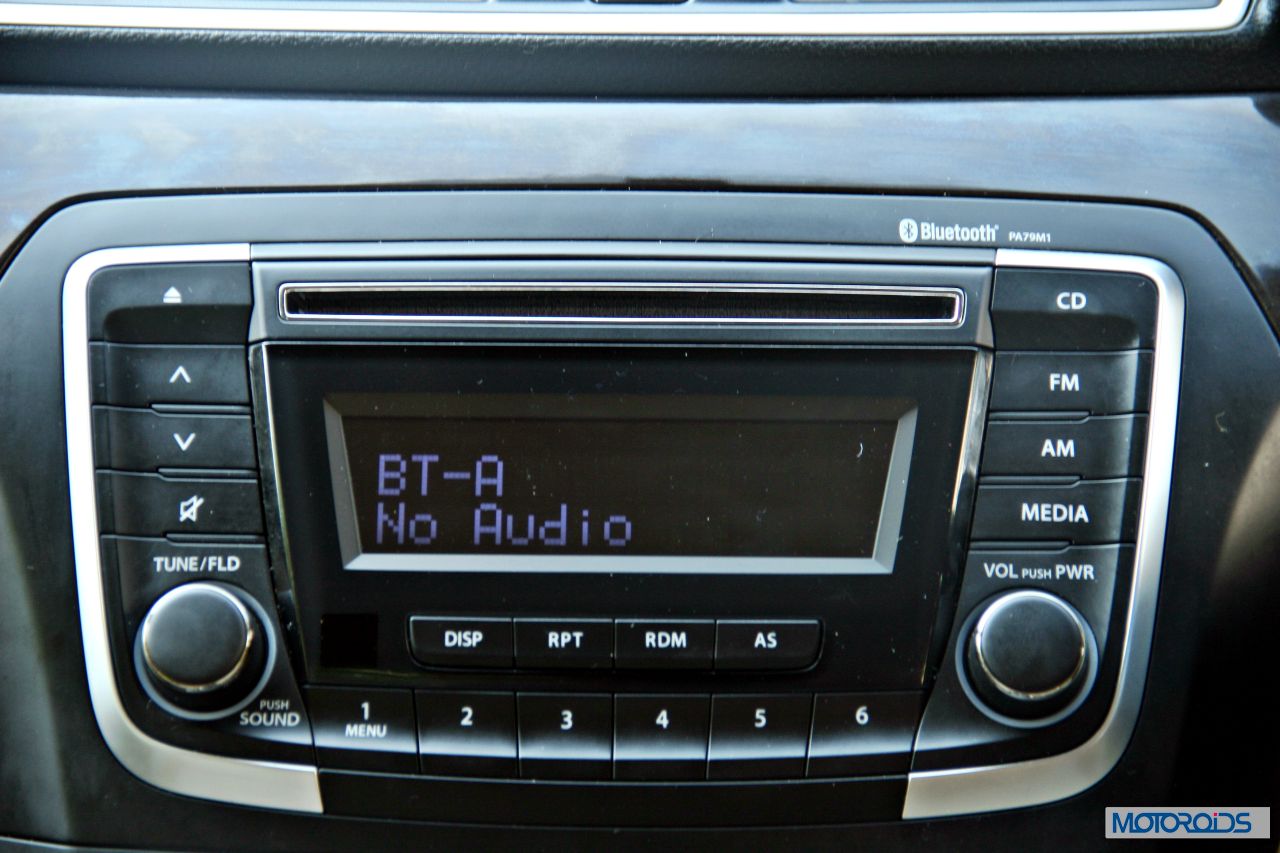 Bluetooth® PA79M1
CD
FM
AM
MEDIA
BT-A
No Audio
TUNE/FLD
VOL PUSH PWR
DISP RPT RDM AS
PUSH
SOUND
1 2 3 4 5 6
MENU
MOTOROIDS